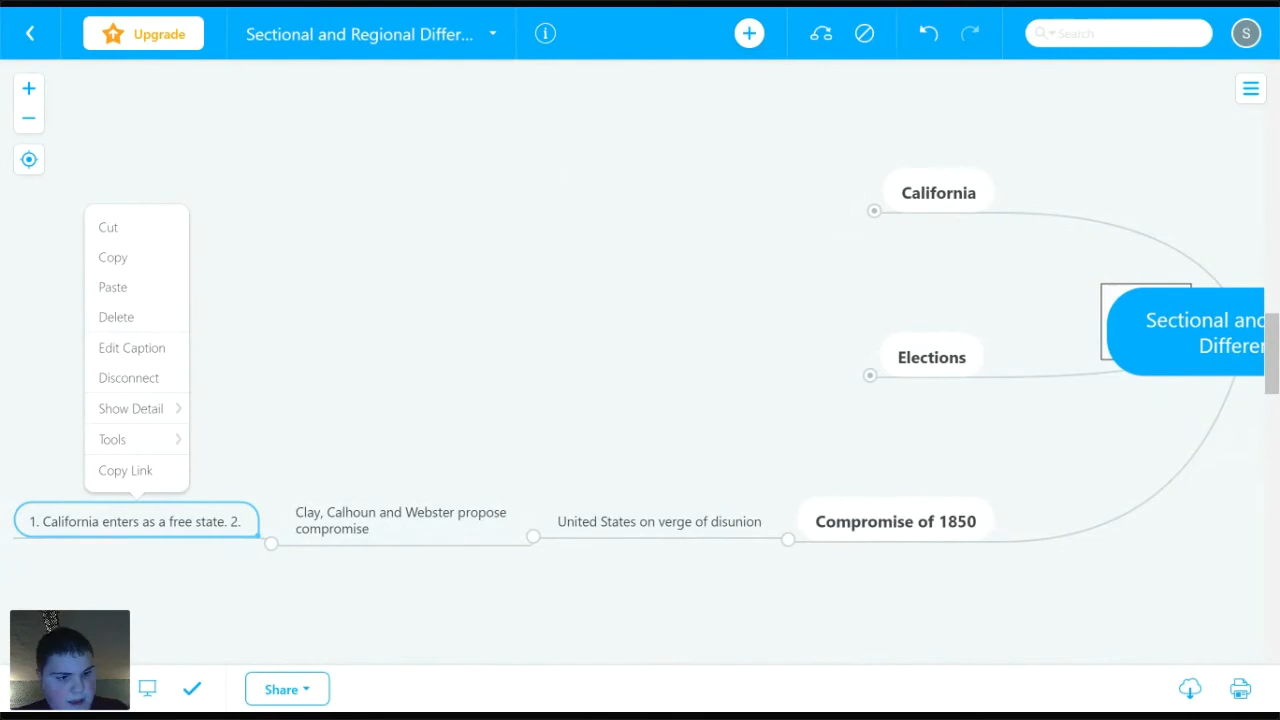 Upgrade
Sectional and Regional Differ...
Search
S
California
Cut
Copy
Paste
Delete
Edit Caption
Disconnect
Show Detail
Tools
Copy Link
Sectional and
Differen
Elections
1. California enters as a free state. 2.
Clay, Calhoun and Webster propose
compromise
United States on verge of disunion
Compromise of 1850
Share